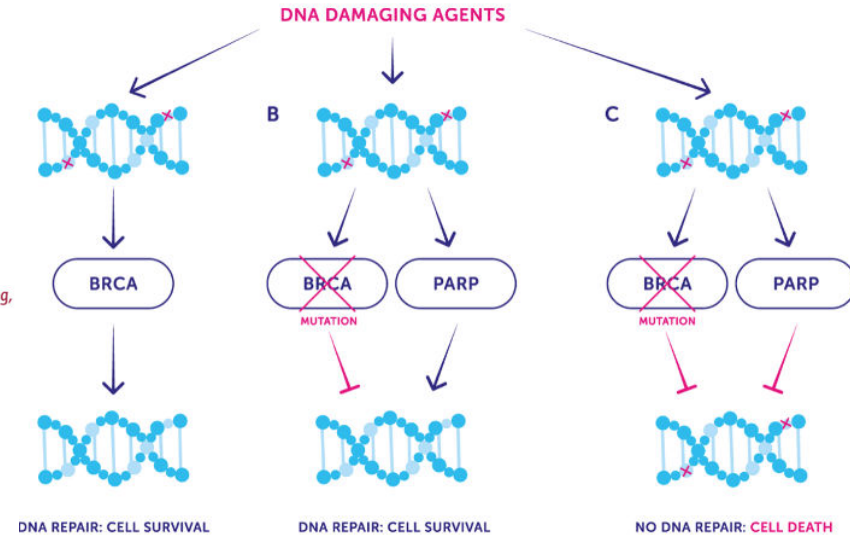 DNA DAMAGING AGENTS
B
C
BRCA
BRCA
PARP
BRCA
PARP
g,
MUTATION
MUTATION
DNA REPAIR: CELL SURVIVAL
DNA REPAIR: CELL SURVIVAL
NO DNA REPAIR: CELL DEATH